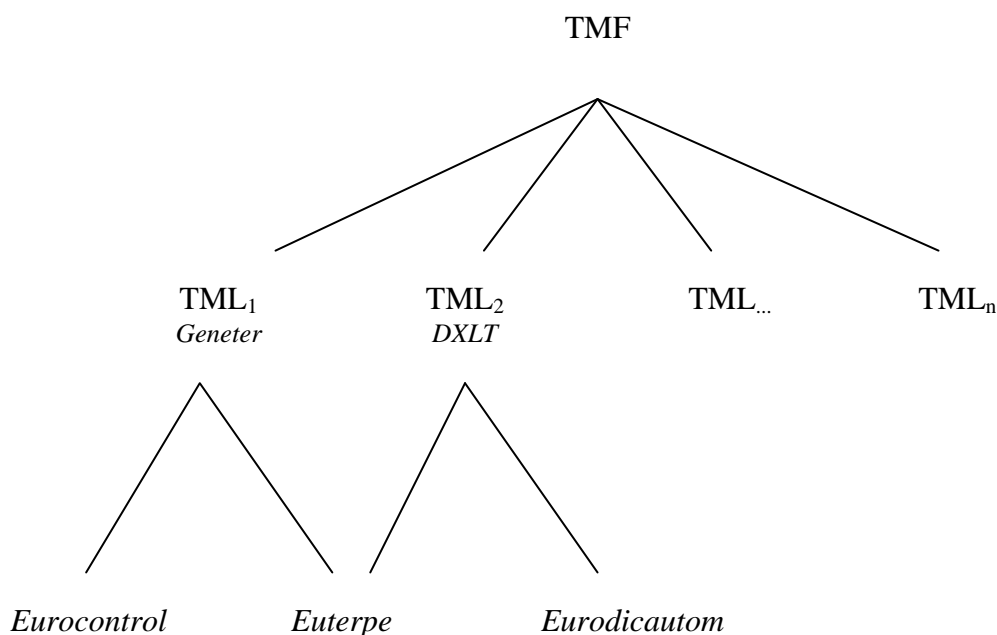 TMF
TML₁ TML₂ TML... TMLₙ
Geneter DXLT
Eurocontrol Euterpe Eurodicautom